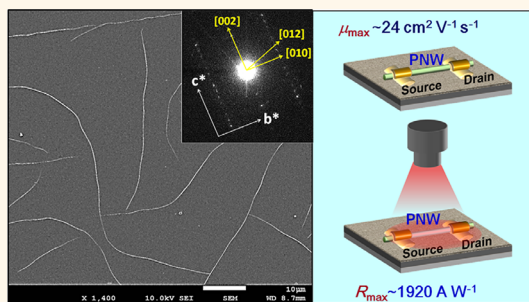 [002]
[012]
[010]
c*
b*
X 1,400 10.0kV SEI SEM 10μm WD 8.7mm
μmax~24 cm² V⁻¹ s⁻¹
PNW
Source Drain
PNW
Source Drain
Rmax~1920 A W⁻¹